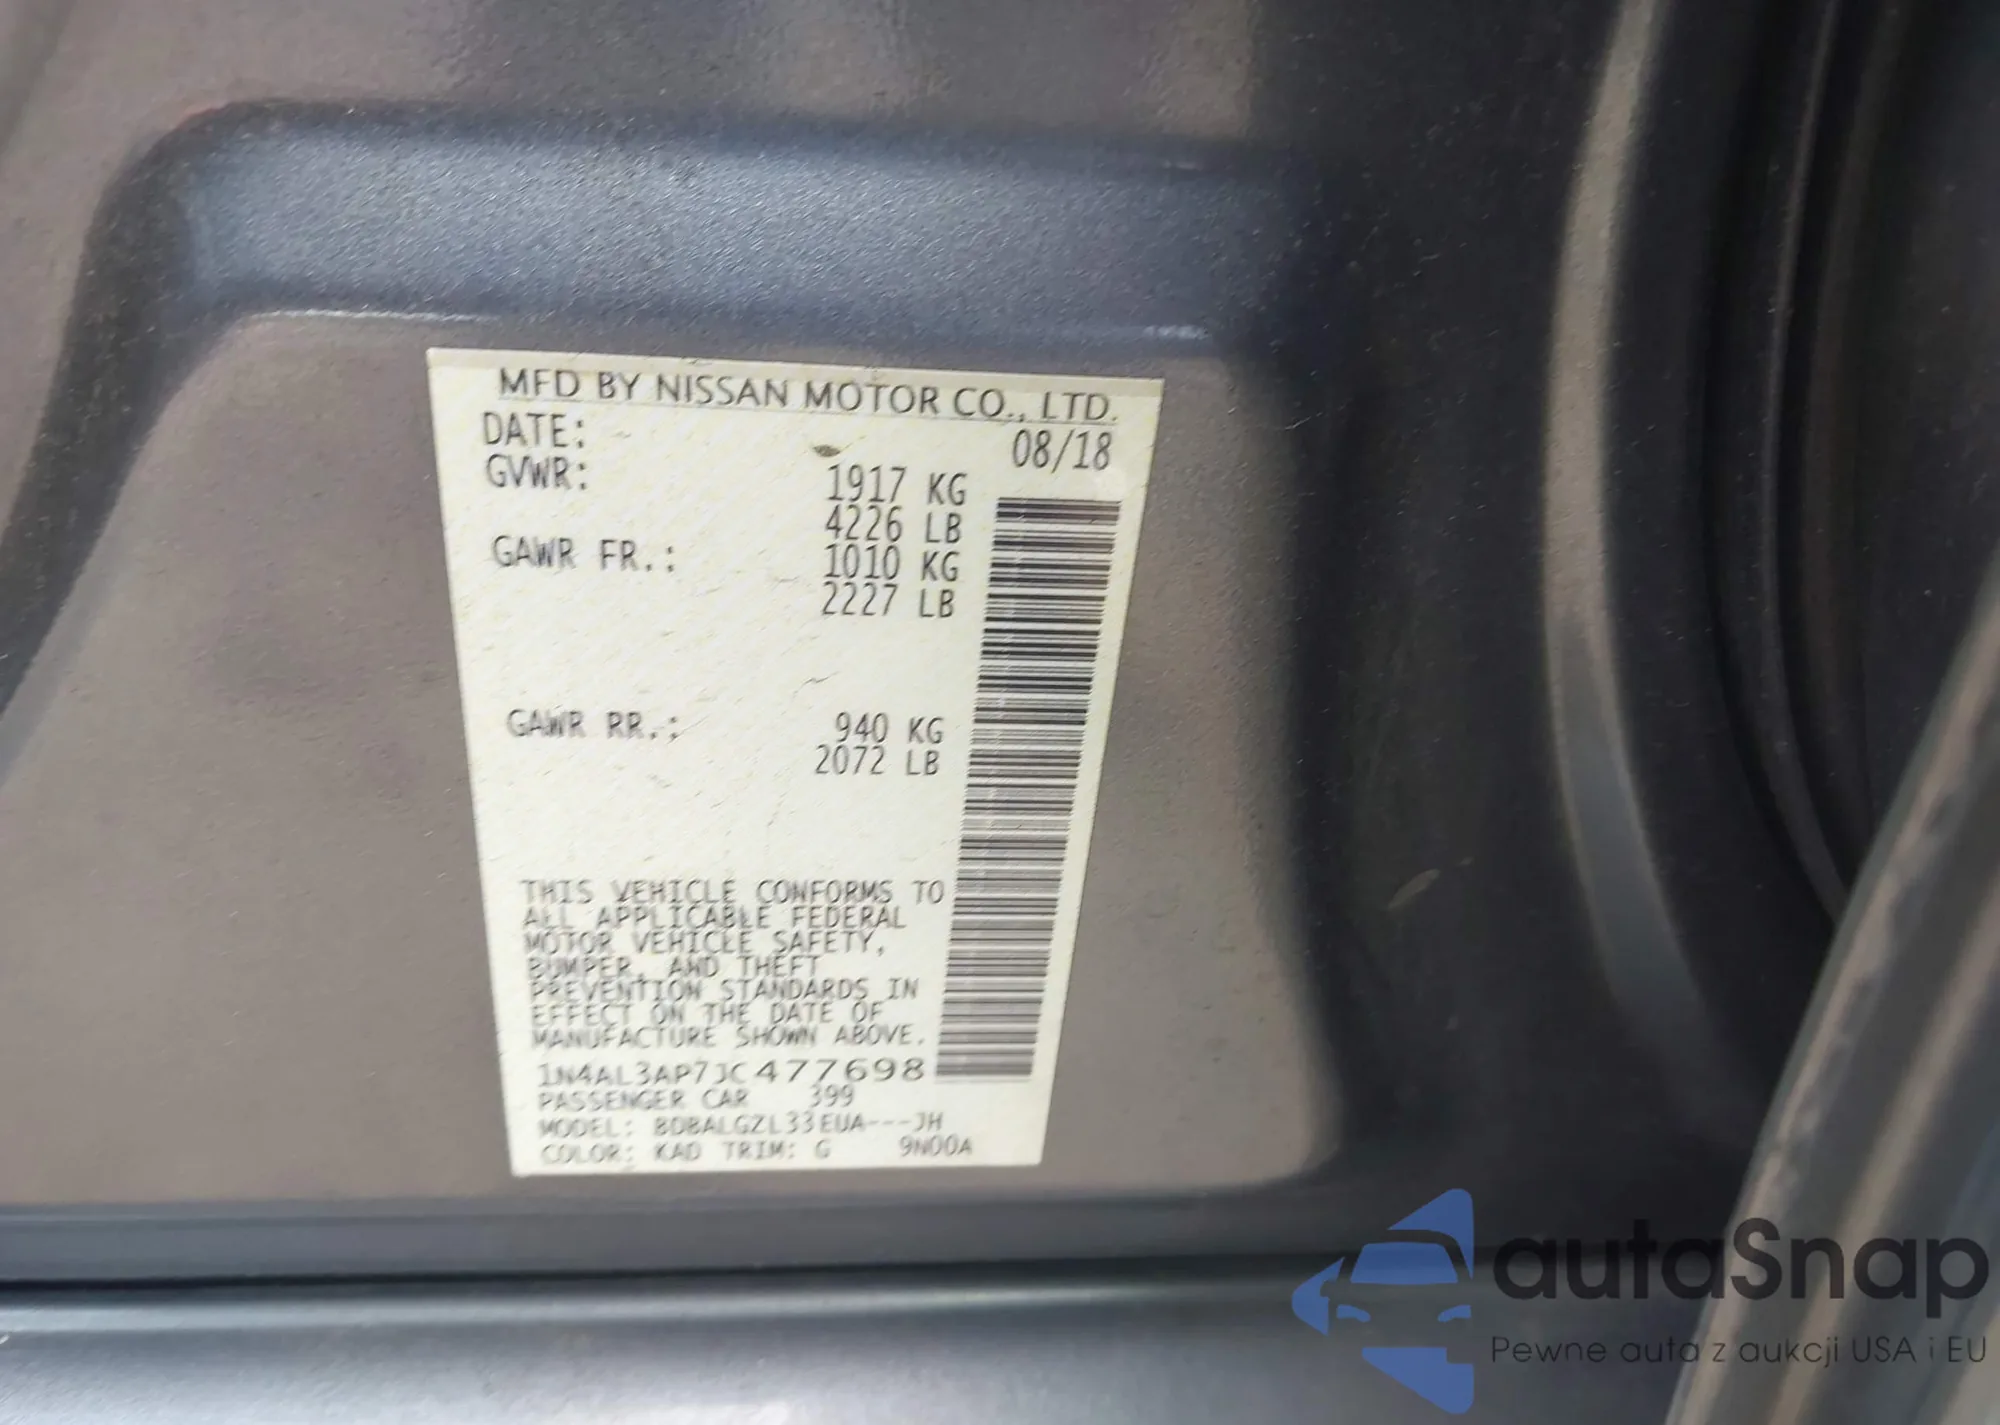 MFD BY NISSAN MOTOR CO., LTD.
DATE: 08/18
GVWR: 1917 KG
4226 LB
GAWR FR.: 1010 KG
2227 LB
GAWR RR.: 940 KG
2072 LB
THIS VEHICLE CONFORMS TO
ALL APPLICABLE FEDERAL
MOTOR VEHICLE SAFETY,
BUMPER, AND THEFT
PREVENTION STANDARDS IN
EFFECT ON THE DATE OF
MANUFACTURE SHOWN ABOVE.
1N4AL3AP7JC477698
PASSENGER CAR 399
MODEL: BDBALGZL33EUA---JH
COLOR: KAD TRIM: G 9N00A
autaSnap
Pewne auta z aukcji USA i EU